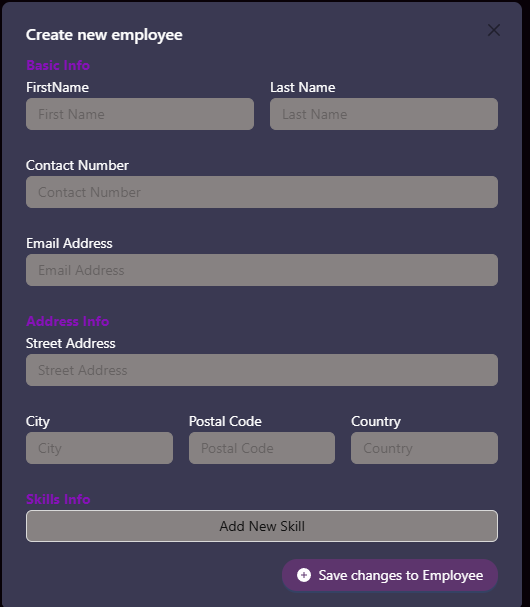 Create new employee
Basic Info
FirstName Last Name
First Name Last Name
Contact Number
Contact Number
Email Address
Email Address
Address Info
Street Address
Street Address
City Postal Code Country
City Postal Code Country
Skills Info
Add New Skill
Save changes to Employee